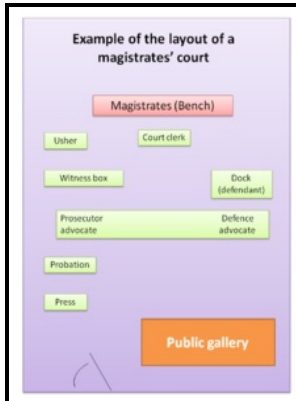 Example of the layout of a
magistrates' court
Magistrates (Bench)
Usher
Court clerk
Witness box
Dock
(defendant)
Prosecutor
advocate
Defence
advocate
Probation
Press
Public gallery